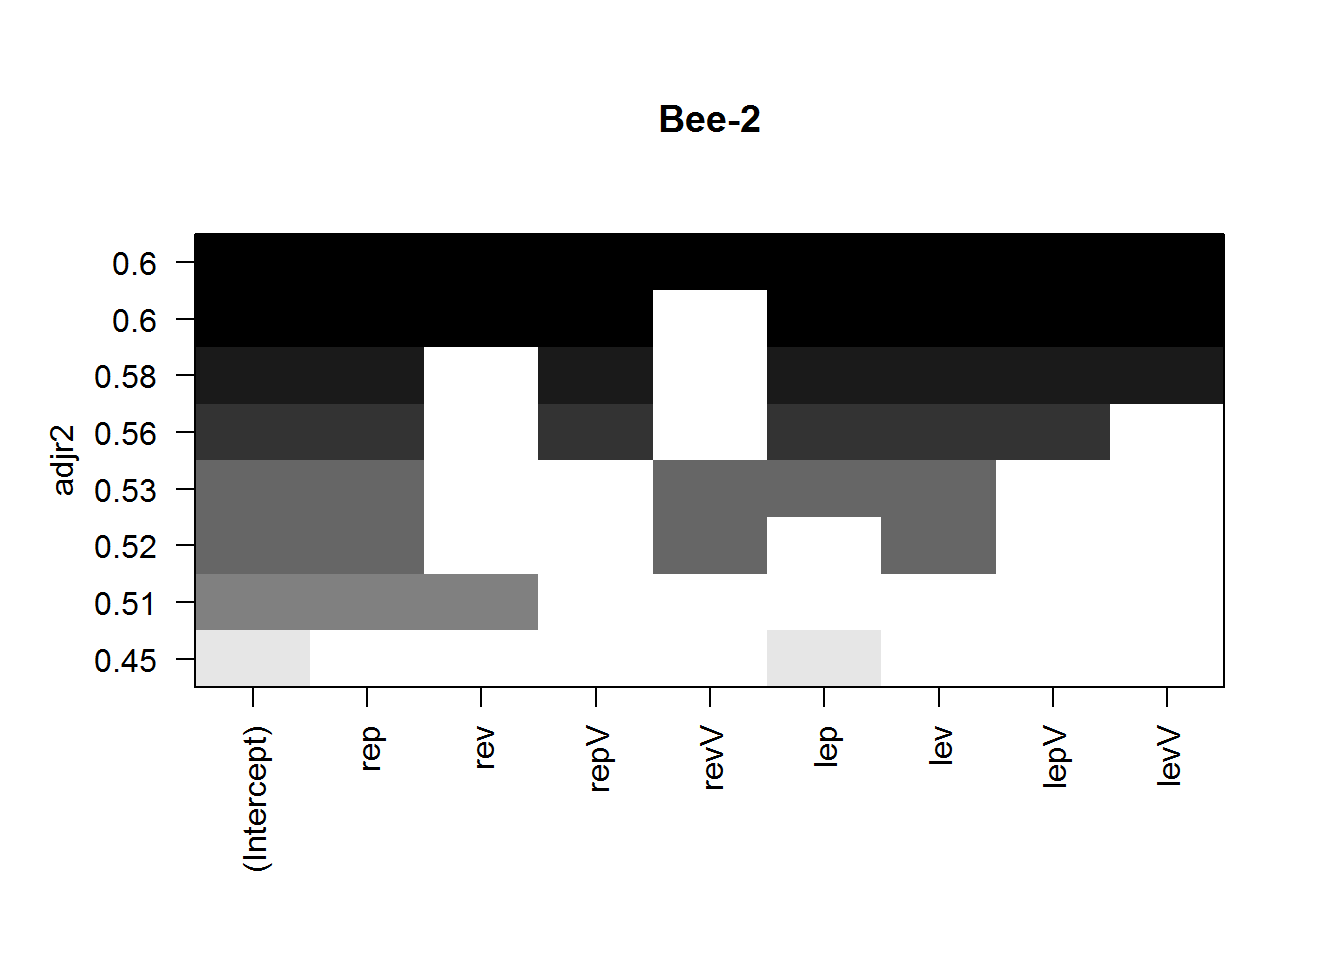 Bee-2
adjr2
0.6
0.6
0.58
0.56
0.53
0.52
0.51
0.45
(Intercept)
rep
rev
repV
revV
lep
lev
lepV
levV